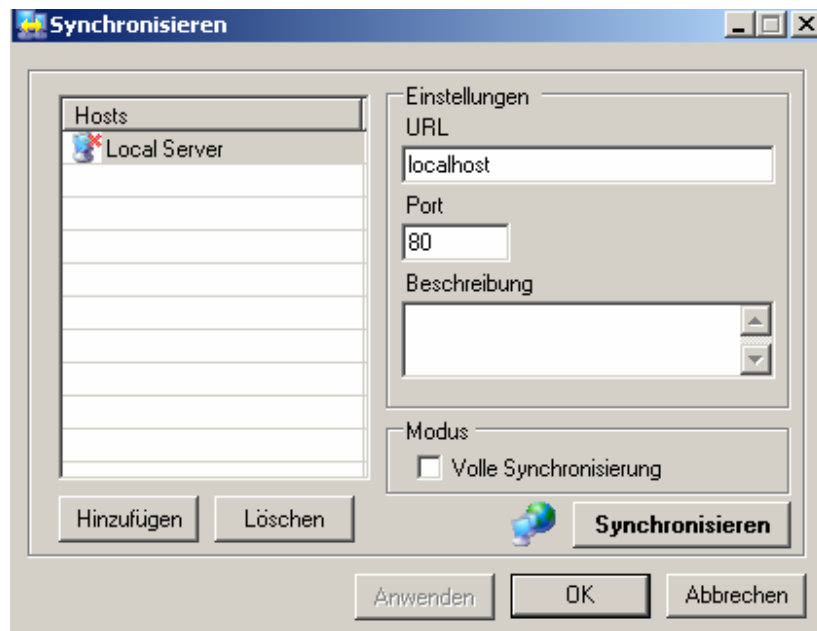 Synchronisieren
Hosts
Local Server
Einstellungen
URL
localhost
Port
80
Beschreibung
Modus
Volle Synchronisierung
Hinzufügen
Löschen
Synchronisieren
Anwenden
OK
Abbrechen